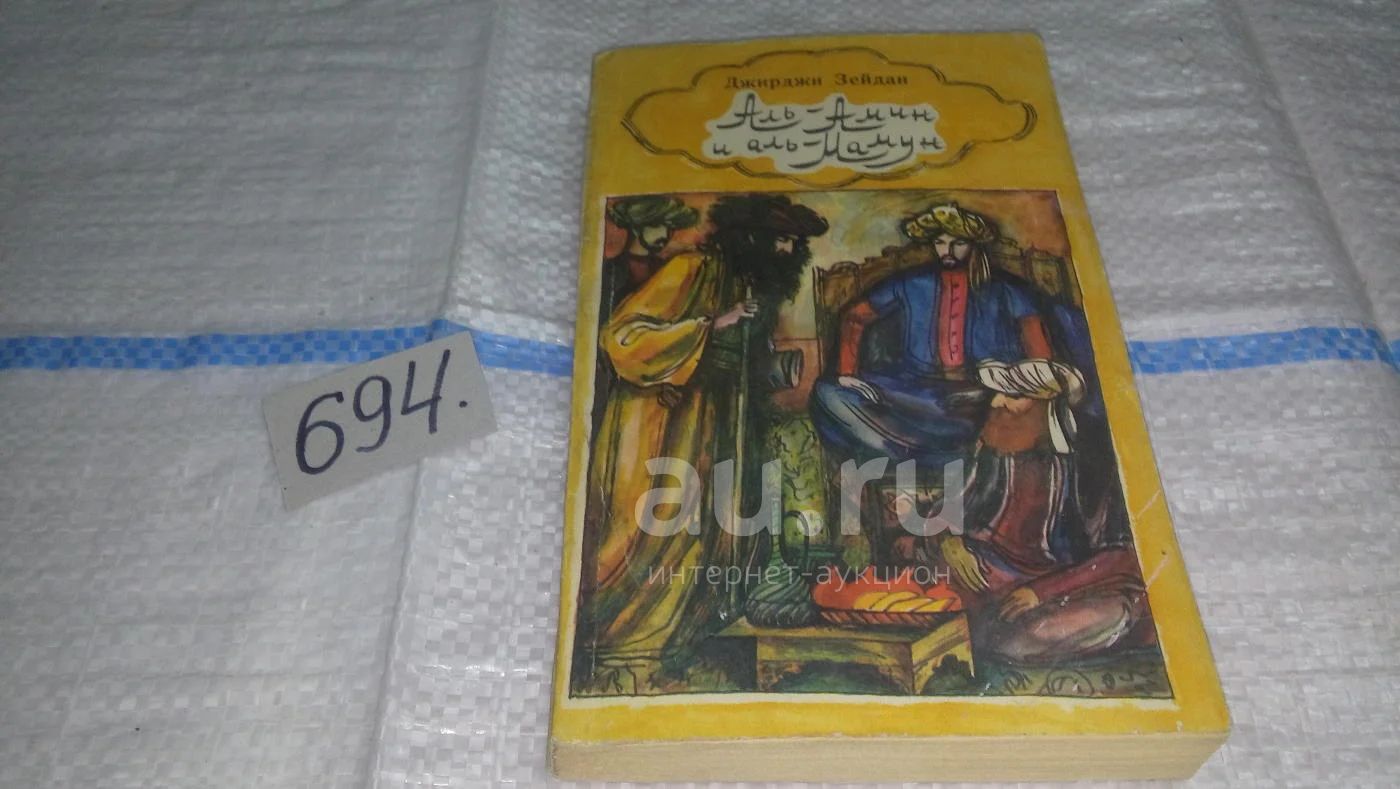 Джирджи Зейдан
Аль-Амин
и аль-Мамун
694.
au.ru
интернет-аукцион